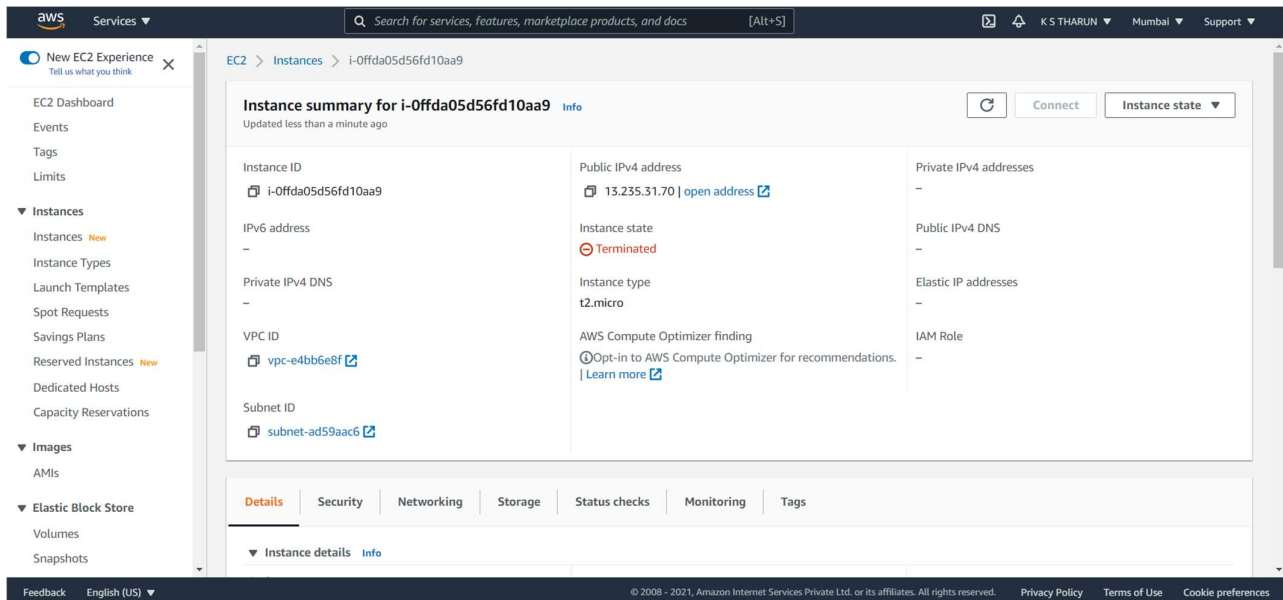 aws
Services ▼
Search for services, features, marketplace products, and docs [Alt+S]
K S THARUN ▼
Mumbai ▼
Support ▼
New EC2 Experience
Tell us what you think
EC2 Dashboard
Events
Tags
Limits
▼ Instances
Instances New
Instance Types
Launch Templates
Spot Requests
Savings Plans
Reserved Instances New
Dedicated Hosts
Capacity Reservations
▼ Images
AMIs
▼ Elastic Block Store
Volumes
Snapshots
EC2 > Instances > i-0ffda05d56fd10aa9
Instance summary for i-0ffda05d56fd10aa9 Info
Updated less than a minute ago
Connect
Instance state ▼
Instance ID
i-0ffda05d56fd10aa9
Public IPv4 address
13.235.31.70 | open address
Private IPv4 addresses
–
IPv6 address
–
Instance state
Terminated
Public IPv4 DNS
–
Private IPv4 DNS
–
Instance type
t2.micro
Elastic IP addresses
–
VPC ID
vpc-e4bb6e8f
AWS Compute Optimizer finding
Opt-in to AWS Compute Optimizer for recommendations.
| Learn more
IAM Role
–
Subnet ID
subnet-ad59aac6
Details
Security
Networking
Storage
Status checks
Monitoring
Tags
▼ Instance details Info
Feedback
English (US) ▼
© 2008 - 2021, Amazon Internet Services Private Ltd. or its affiliates. All rights reserved.
Privacy Policy
Terms of Use
Cookie preferences